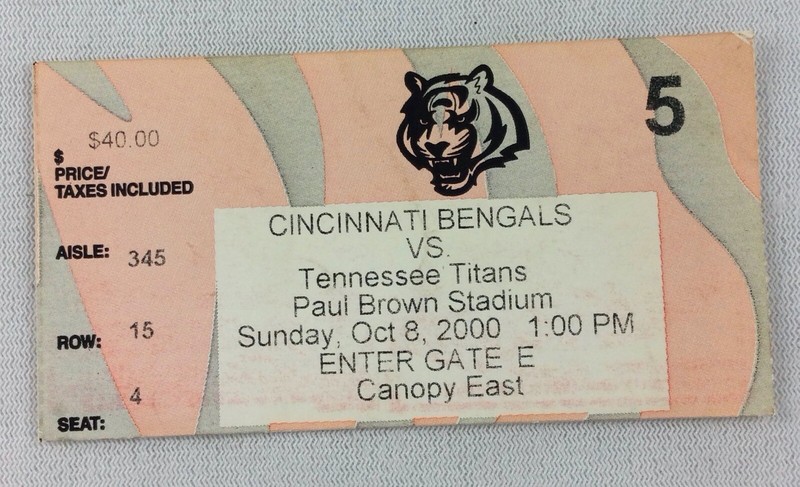 $40.00
$
PRICE/
TAXES INCLUDED
AISLE: 345
ROW: 15
SEAT: 4
5
CINCINNATI BENGALS
VS.
Tennessee Titans
Paul Brown Stadium
Sunday, Oct 8, 2000 1:00 PM
ENTER GATE E
Canopy East